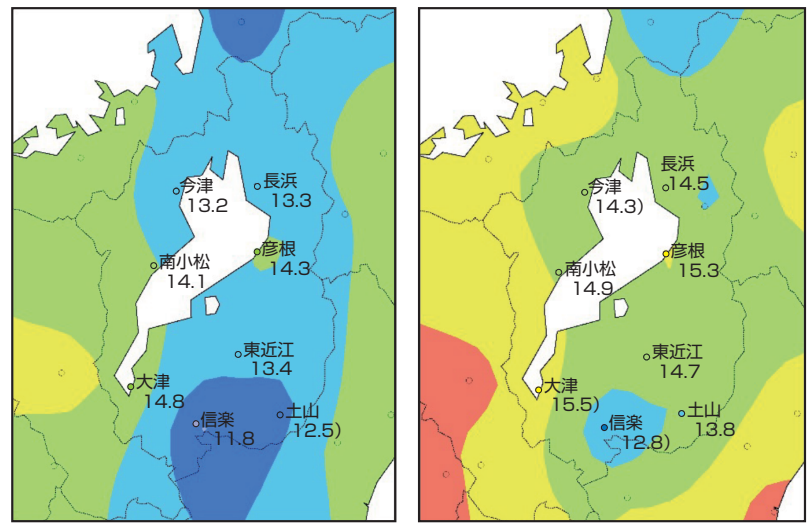 今津
13.2
長浜
13.3
彦根
14.3
南小松
14.1
東近江
13.4
大津
14.8
信楽
11.8
土山
12.5)
長浜
14.5
今津
14.3)
彦根
15.3
南小松
14.9
東近江
14.7
大津
15.5)
信楽
12.8)
土山
13.8